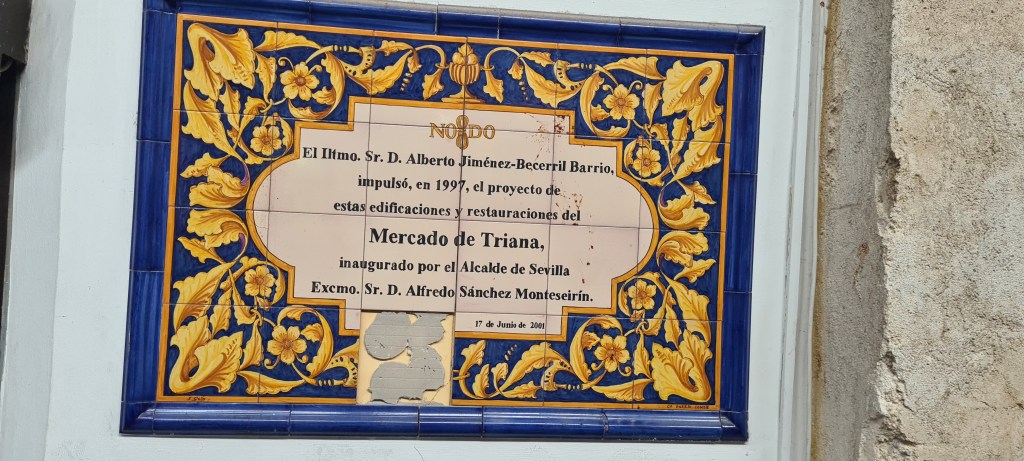 NO8DO
El Iltmo. Sr. D. Alberto Jiménez-Becerril Barrio,
impulsó, en 1997, el proyecto de
estas edificaciones y restauraciones del
Mercado de Triana,
inaugurado por el Alcalde de Sevilla
Excmo. Sr. D. Alfredo Sánchez Monteseirín.
17 de Junio de 2001